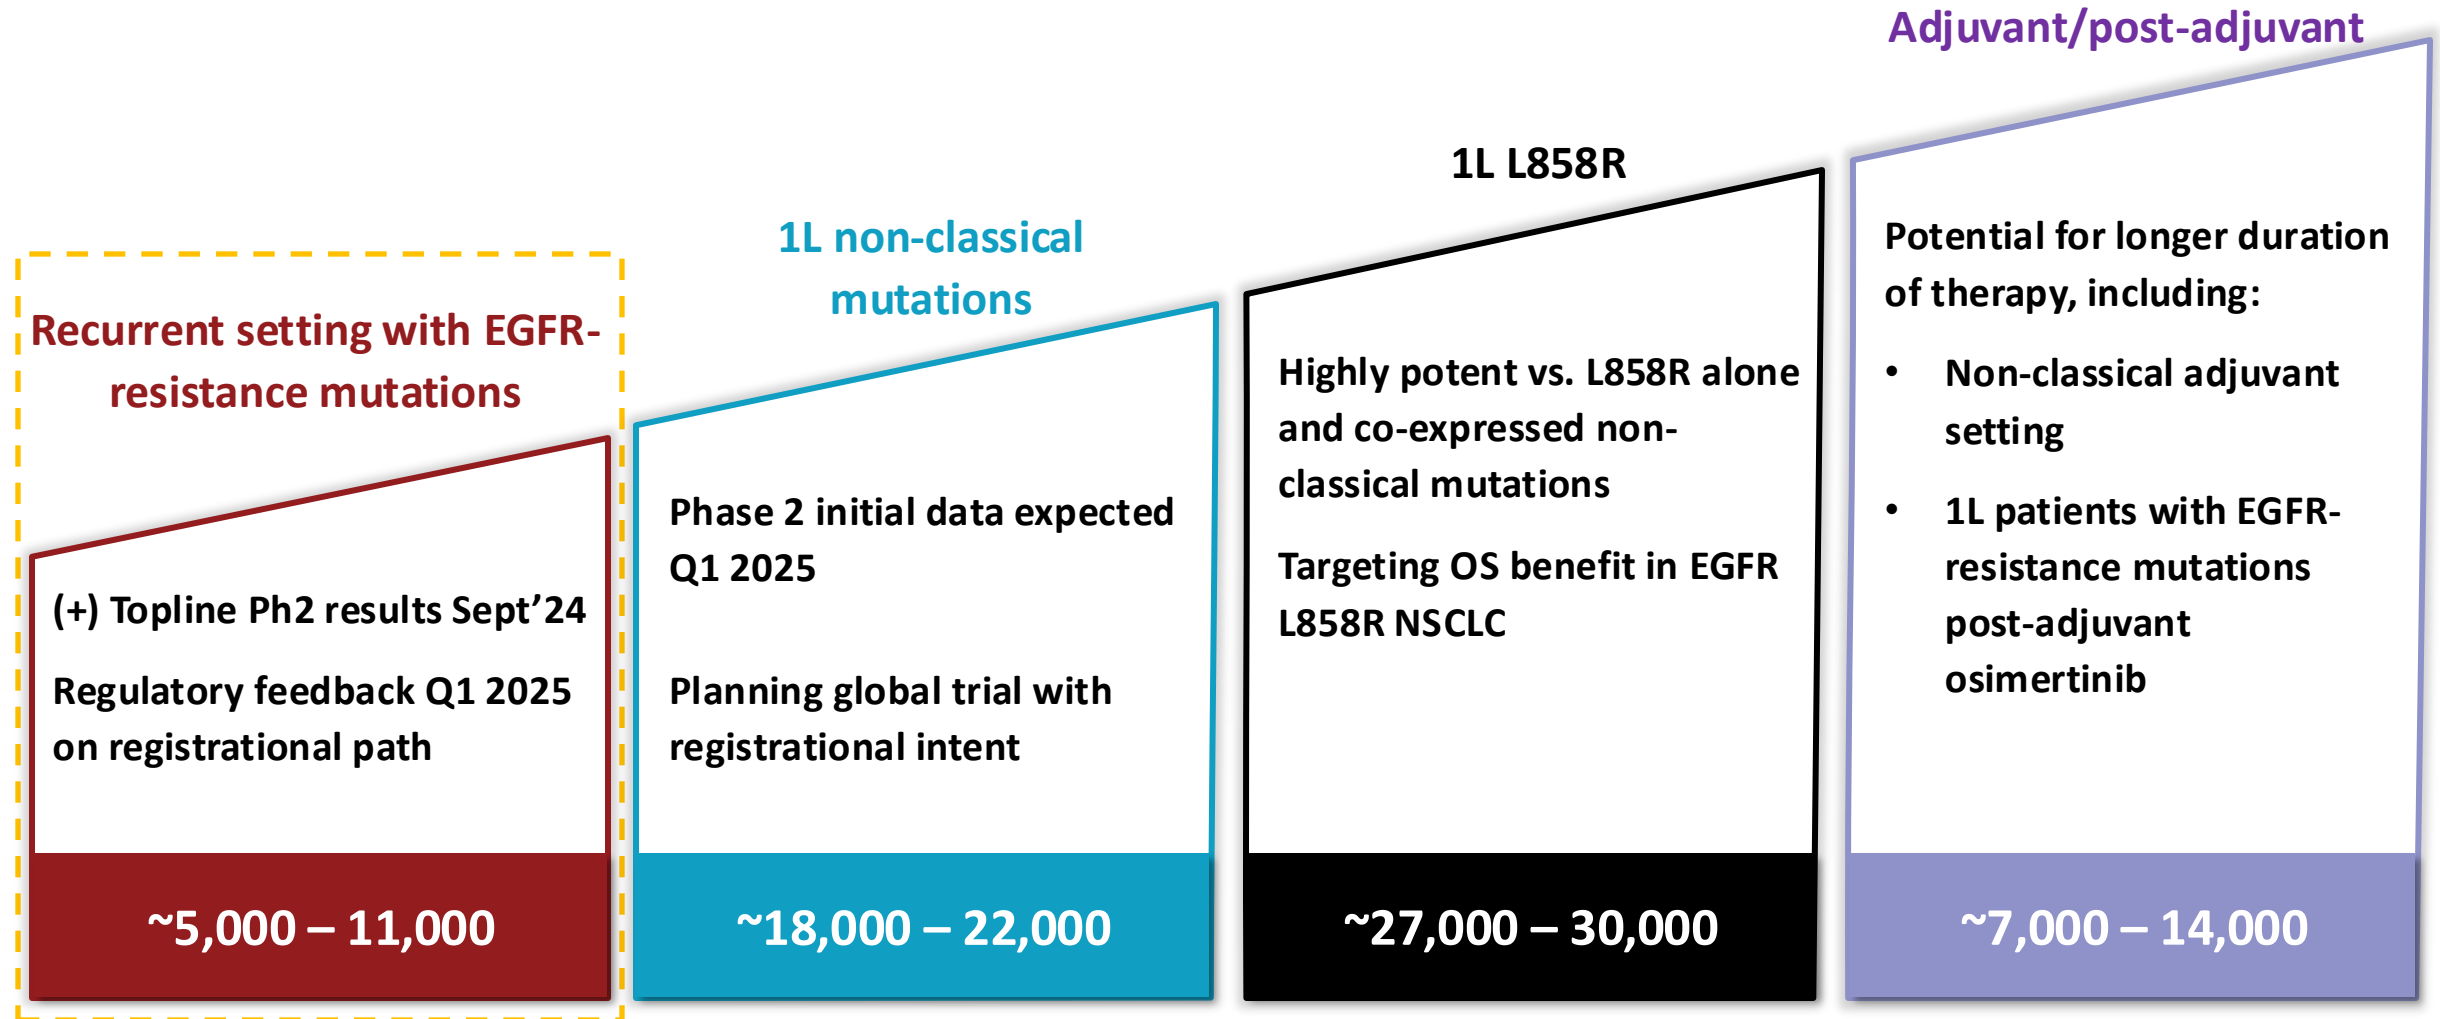 Recurrent setting with EGFR-
resistance mutations
(+) Topline Ph2 results Sept’24
Regulatory feedback Q1 2025
on registrational path
~5,000 – 11,000
1L non-classical
mutations
Phase 2 initial data expected
Q1 2025
Planning global trial with
registrational intent
~18,000 – 22,000
1L L858R
Highly potent vs. L858R alone
and co-expressed non-
classical mutations
Targeting OS benefit in EGFR
L858R NSCLC
~27,000 – 30,000
Adjuvant/post-adjuvant
Potential for longer duration
of therapy, including:
• Non-classical adjuvant
setting
• 1L patients with EGFR-
resistance mutations
post-adjuvant
osimertinib
~7,000 – 14,000